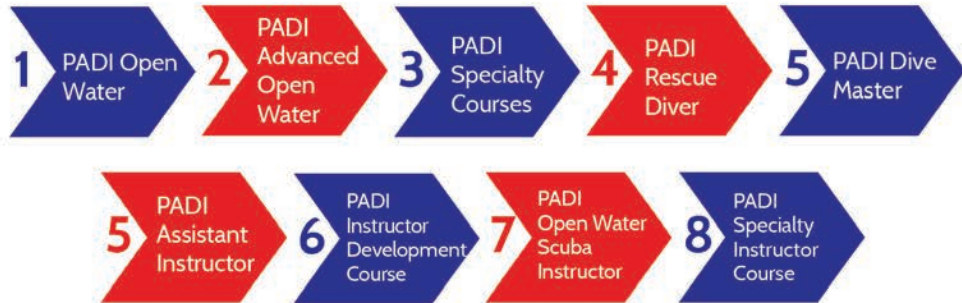 1
PADI Open
Water
2
PADI
Advanced
Open
Water
3
PADI
Specialty
Courses
4
PADI
Rescue
Diver
5
PADI Dive
Master
5
PADI
Assistant
Instructor
6
PADI
Instructor
Development
Course
7
PADI
Open Water
Scuba
Instructor
8
PADI
Specialty
Instructor
Course